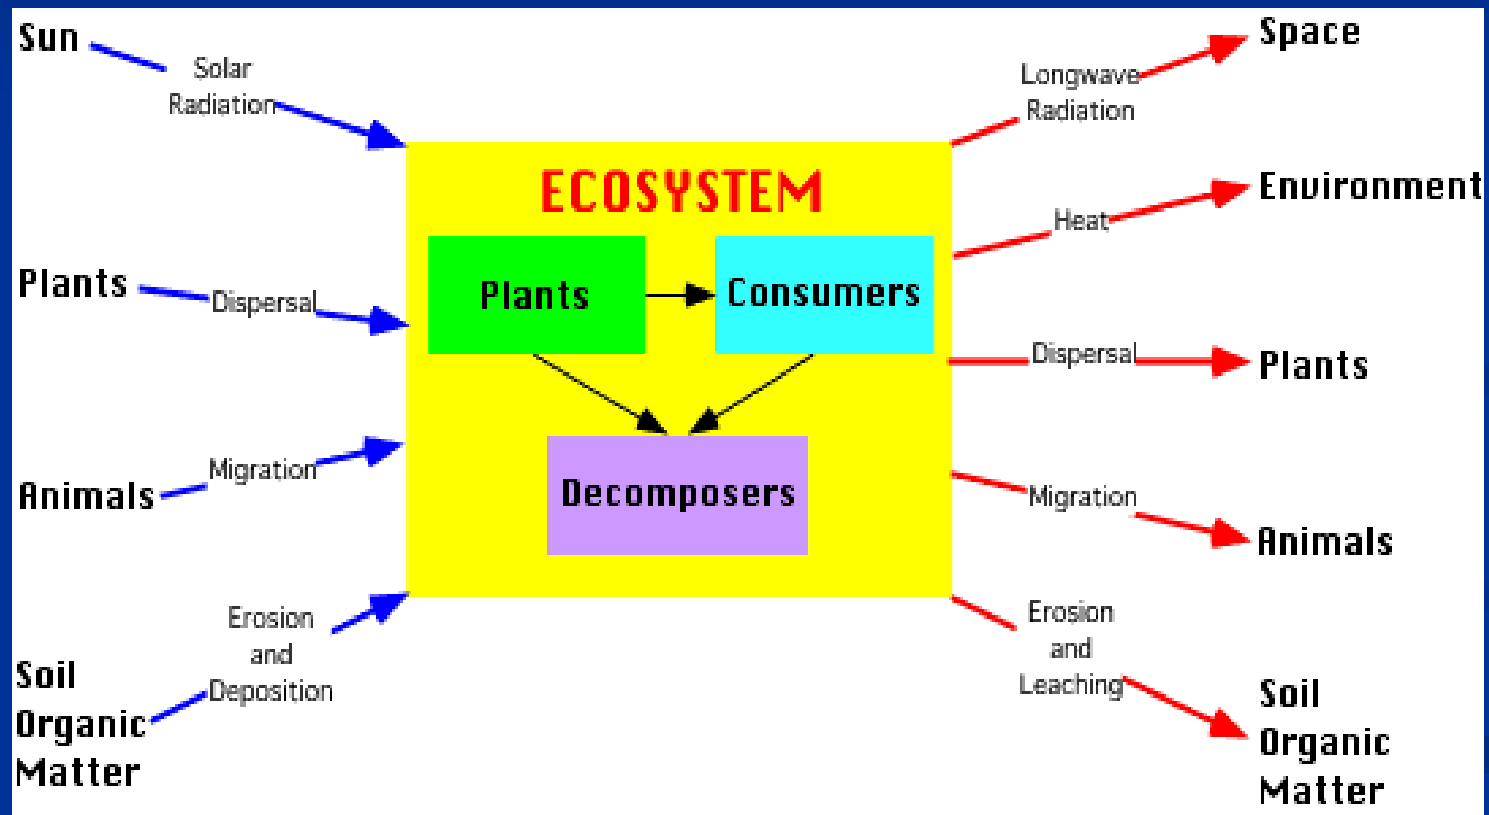 Sun
Solar
Radiation
Plants
Dispersal
Animals
Migration
Erosion
and
Deposition
Soil
Organic
Matter
ECOSYSTEM
Plants
Consumers
Decomposers
Longwave
Radiation
Space
Heat
Environment
Dispersal
Plants
Migration
Animals
Erosion
and
Leaching
Soil
Organic
Matter